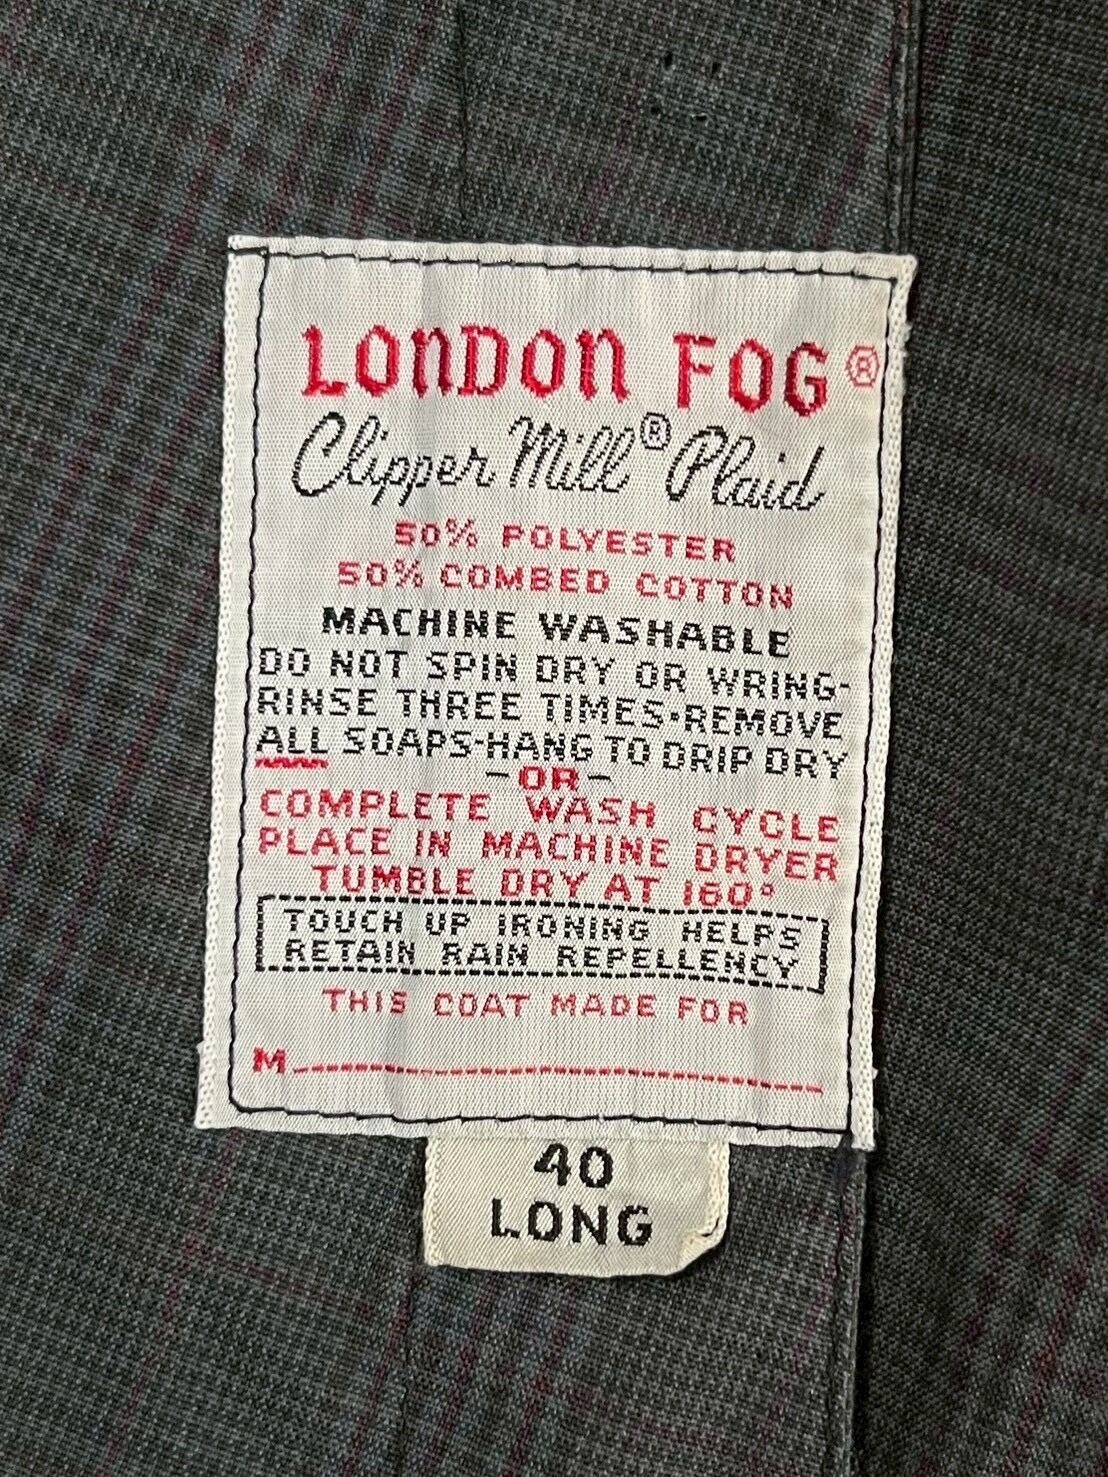 LONDON FOG®
Clipper Mill® Plaid
50% POLYESTER
50% COMBED COTTON
MACHINE WASHABLE
DO NOT SPIN DRY OR WRING-
RINSE THREE TIMES•REMOVE
ALL SOAPS-HANG TO DRIP DRY
-OR-
COMPLETE WASH CYCLE
PLACE IN MACHINE DRYER
TUMBLE DRY AT 160°
TOUCH UP IRONING HELPS
RETAIN RAIN REPELLENCY
THIS COAT MADE FOR
M
40
LONG